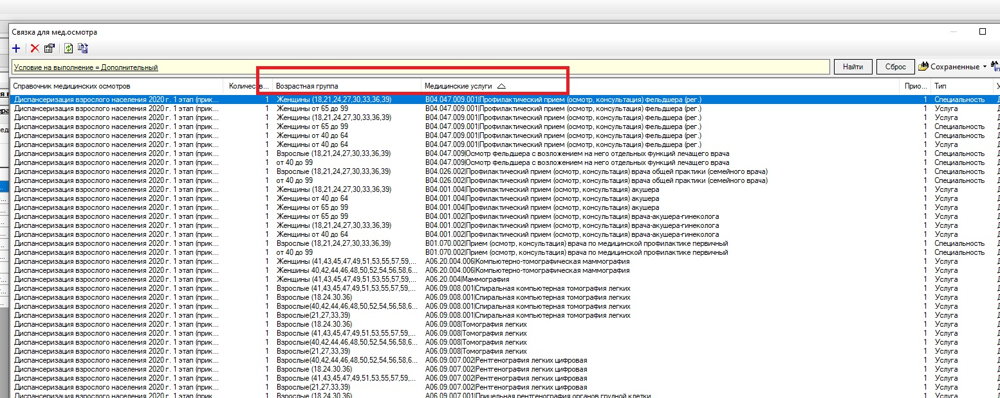 Связка для мед.осмотра
Условие на выполнение = Дополнительный
Найти Сброс Сохраненные
Справочник медицинских осмотров Количеств... Возрастная группа Медицинские услуги Прио... Тип
Диспансеризация взрослого населения 2020 г. 1 этап (прик... 1 Женщины (18,21,24,27,30,33,36,39) B04.047.009.001|Профилактический прием (осмотр, консультация) фельдшера (рег.) 1 Специальность
Диспансеризация взрослого населения 2020 г. 1 этап (прик... 1 Женщины от 65 до 99 B04.047.009.001|Профилактический прием (осмотр, консультация) фельдшера (рег.) 1 Услуга
Диспансеризация взрослого населения 2020 г. 1 этап (прик... 1 Женщины (18,21,24,27,30,33,36,39) B04.047.009.001|Профилактический прием (осмотр, консультация) фельдшера (рег.) 1 Услуга
Диспансеризация взрослого населения 2020 г. 1 этап (прик... 1 Женщины от 65 до 99 B04.047.009.001|Профилактический прием (осмотр, консультация) фельдшера (рег.) 1 Специальность
Диспансеризация взрослого населения 2020 г. 1 этап (прик... 1 Женщины от 40 до 64 B04.047.009.001|Профилактический прием (осмотр, консультация) фельдшера (рег.) 1 Специальность
Диспансеризация взрослого населения 2020 г. 1 этап (прик... 1 Женщины от 40 до 64 B04.047.009.001|Профилактический прием (осмотр, консультация) фельдшера (рег.) 1 Услуга
Диспансеризация взрослого населения 2020 г. 1 этап (прик... 1 Взрослые (18,21,24,27,30,33,36,39) B04.047.009|Осмотр фельдшера с возложением на него отдельных функций лечащего врача 1 Специальность
Диспансеризация взрослого населения 2020 г. 1 этап (прик... 1 от 40 до 99 B04.047.009|Осмотр фельдшера с возложением на него отдельных функций лечащего врача 1 Специальность
Диспансеризация взрослого населения 2020 г. 1 этап (прик... 1 Взрослые (18,21,24,27,30,33,36,39) B04.026.002|Профилактический прием (осмотр, консультация) врача общей практики (семейного врача) 1 Специальность
Диспансеризация взрослого населения 2020 г. 1 этап (прик... 1 от 40 до 99 B04.026.002|Профилактический прием (осмотр, консультация) врача общей практики (семейного врача) 1 Специальность
Диспансеризация взрослого населения 2020 г. 1 этап (прик... 1 Женщины (18,21,24,27,30,33,36,39) B04.001.004|Профилактический прием (осмотр, консультация) акушера 1 Услуга
Диспансеризация взрослого населения 2020 г. 1 этап (прик... 1 Женщины от 40 до 64 B04.001.004|Профилактический прием (осмотр, консультация) акушера 1 Услуга
Диспансеризация взрослого населения 2020 г. 1 этап (прик... 1 Женщины от 65 до 99 B04.001.004|Профилактический прием (осмотр, консультация) акушера 1 Услуга
Диспансеризация взрослого населения 2020 г. 1 этап (прик... 1 Женщины от 65 до 99 B04.001.002|Профилактический прием (осмотр, консультация) врача-акушера-гинеколога 1 Услуга
Диспансеризация взрослого населения 2020 г. 1 этап (прик... 1 Женщины (18,21,24,27,30,33,36,39) B04.001.002|Профилактический прием (осмотр, консультация) врача-акушера-гинеколога 1 Услуга
Диспансеризация взрослого населения 2020 г. 1 этап (прик... 1 Женщины от 40 до 64 B04.001.002|Профилактический прием (осмотр, консультация) врача-акушера-гинеколога 1 Услуга
Диспансеризация взрослого населения 2020 г. 1 этап (прик... 1 Взрослые (18,21,24,27,30,33,36,39) B01.070.002|Прием (осмотр, консультация) врача по медицинской профилактике первичный 1 Специальность
Диспансеризация взрослого населения 2020 г. 1 этап (прик... 1 от 40 до 99 B01.070.002|Прием (осмотр, консультация) врача по медицинской профилактике первичный 1 Специальность
Диспансеризация взрослого населения 2020 г. 1 этап (прик... 1 Женщины (41,43,45,47,49,51,53,55,57,59,... A06.20.004.006|Компьютерно-томографическая маммография 1 Услуга
Диспансеризация взрослого населения 2020 г. 1 этап (прик... 1 Женшины 40,42,44,46,48,50,52,54,56,58,6... A06.20.004.006|Компьютерно-томографическая маммография 1 Услуга
Диспансеризация взрослого населения 2020 г. 1 этап (прик... 1 Женщины (41,43,45,47,49,51,53,55,57,59,... A06.20.004|Маммография 1 Услуга
Диспансеризация взрослого населения 2020 г. 1 этап (прик... 1 Взрослые (41,43,45,47,49,51,53,55,57,59,... A06.09.008.001|Спиральная компьютерная томография легких 1 Услуга
Диспансеризация взрослого населения 2020 г. 1 этап (прик... 1 Взрослые (18.24.30.36) A06.09.008.001|Спиральная компьютерная томография легких 1 Услуга
Диспансеризация взрослого населения 2020 г. 1 этап (прик... 1 Взрослые(40,42,44,46,48,50,52,54,56,58,6... A06.09.008.001|Спиральная компьютерная томография легких 1 Услуга
Диспансеризация взрослого населения 2020 г. 1 этап (прик... 1 Взрослые(21,27,33,39) A06.09.008.001|Спиральная компьютерная томография легких 1 Услуга
Диспансеризация взрослого населения 2020 г. 1 этап (прик... 1 Взрослые (18.24.30.36) A06.09.008|Томография легких 1 Услуга
Диспансеризация взрослого населения 2020 г. 1 этап (прик... 1 Взрослые (41,43,45,47,49,51,53,55,57,59,... A06.09.008|Томография легких 1 Услуга
Диспансеризация взрослого населения 2020 г. 1 этап (прик... 1 Взрослые(40,42,44,46,48,50,52,54,56,58,6... A06.09.008|Томография легких 1 Услуга
Диспансеризация взрослого населения 2020 г. 1 этап (прик... 1 Взрослые(21,27,33,39) A06.09.008|Томография легких 1 Услуга
Диспансеризация взрослого населения 2020 г. 1 этап (прик... 1 Взрослые(40,42,44,46,48,50,52,54,56,58,6... A06.09.007.002|Рентгенография легких цифровая 1 Услуга
Диспансеризация взрослого населения 2020 г. 1 этап (прик... 1 Взрослые (18.24.30.36) A06.09.007.002|Рентгенография легких цифровая 1 Услуга
Диспансеризация взрослого населения 2020 г. 1 этап (прик... 1 Взрослые (41,43,45,47,49,51,53,55,57,59,... A06.09.007.002|Рентгенография легких цифровая 1 Услуга
Диспансеризация взрослого населения 2020 г. 1 этап (прик... 1 Взрослые(21,27,33,39) A06.09.007.002|Рентгенография легких цифровая 1 Услуга
Диспансеризация взрослого населения 2020 г. 1 этап (прик... 1 Взрослые (18.24.30.36) A06.09.007.001|Прицельная рентгенография органов грудной клетки 1 Услуга